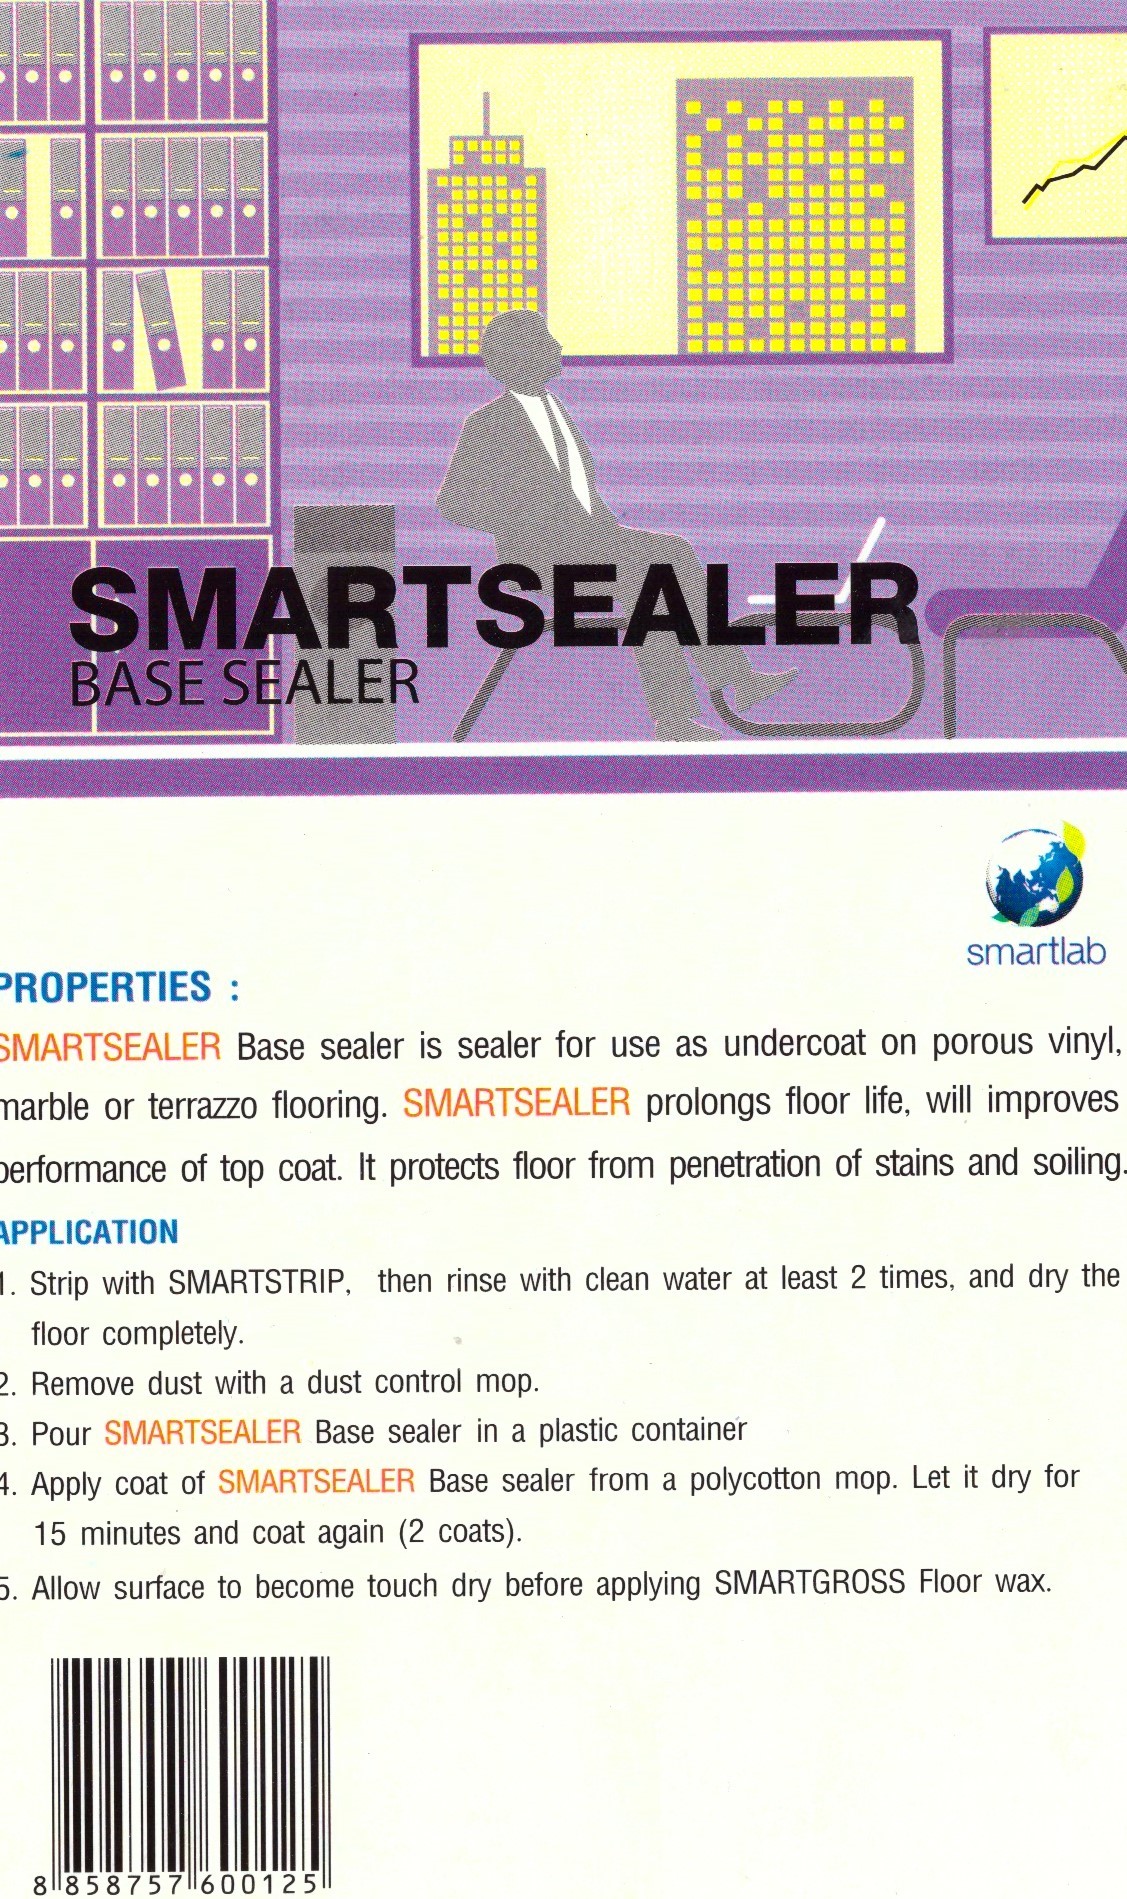 SMARTSEALER
BASE SEALER
smartlab
PROPERTIES :
SMARTSEALER Base sealer is sealer for use as undercoat on porous vinyl,
marble or terrazzo flooring. SMARTSEALER prolongs floor life, will improves
performance of top coat. It protects floor from penetration of stains and soiling.
APPLICATION
1. Strip with SMARTSTRIP, then rinse with clean water at least 2 times, and dry the
floor completely.
2. Remove dust with a dust control mop.
3. Pour SMARTSEALER Base sealer in a plastic container
4. Apply coat of SMARTSEALER Base sealer from a polycotton mop. Let it dry for
15 minutes and coat again (2 coats).
5. Allow surface to become touch dry before applying SMARTGROSS Floor wax.
8 858757 600125